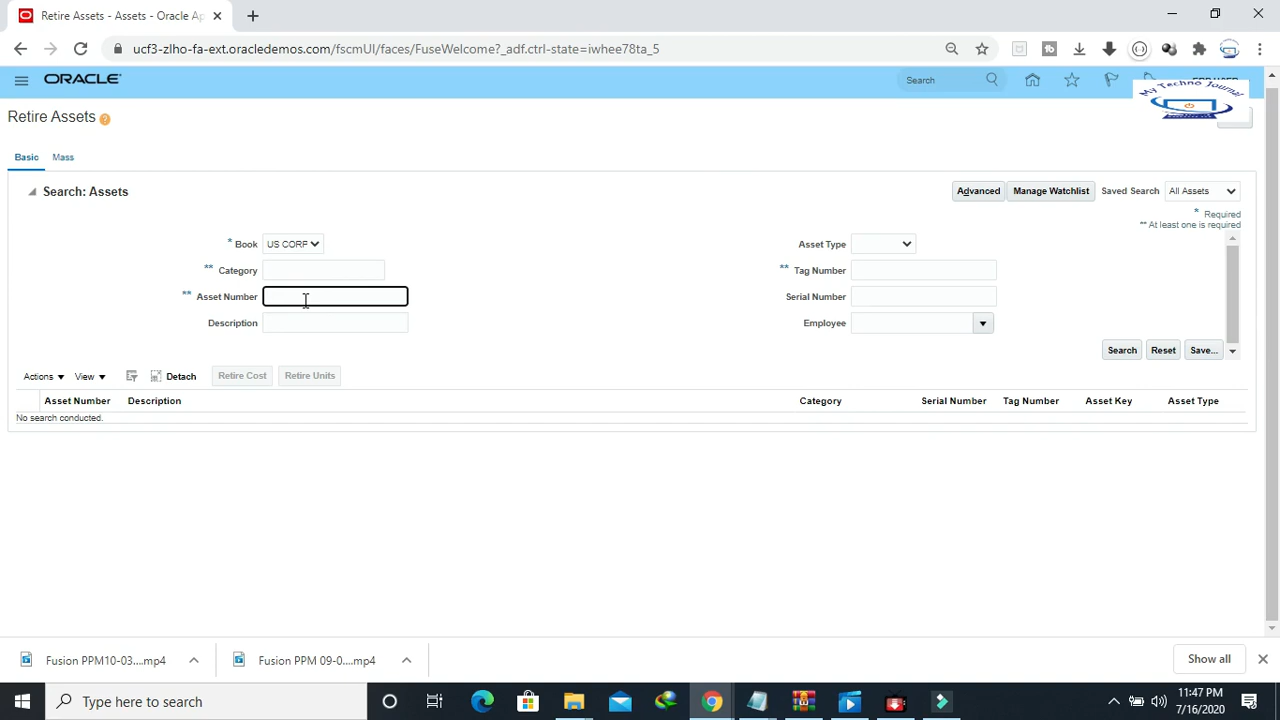 Retire Assets - Assets - Oracle Ap
ucf3-zlho-fa-ext.oracledemos.com/fscmUI/faces/FuseWelcome?_adf.ctrl-state=iwhee78ta_5
ORACLE
Search
My Techno Journal
Retire Assets
Basic Mass
Search: Assets
Advanced Manage Watchlist Saved Search All Assets
* Required
** At least one is required
* Book US CORP
Asset Type
** Category
** Tag Number
** Asset Number
Serial Number
Description
Employee
Search Reset Save...
Actions View Detach Retire Cost Retire Units
Asset Number Description Category Serial Number Tag Number Asset Key Asset Type
No search conducted.
Fusion PPM10-03....mp4
Fusion PPM 09-0....mp4
Show all
Type here to search
11:47 PM
7/16/2020